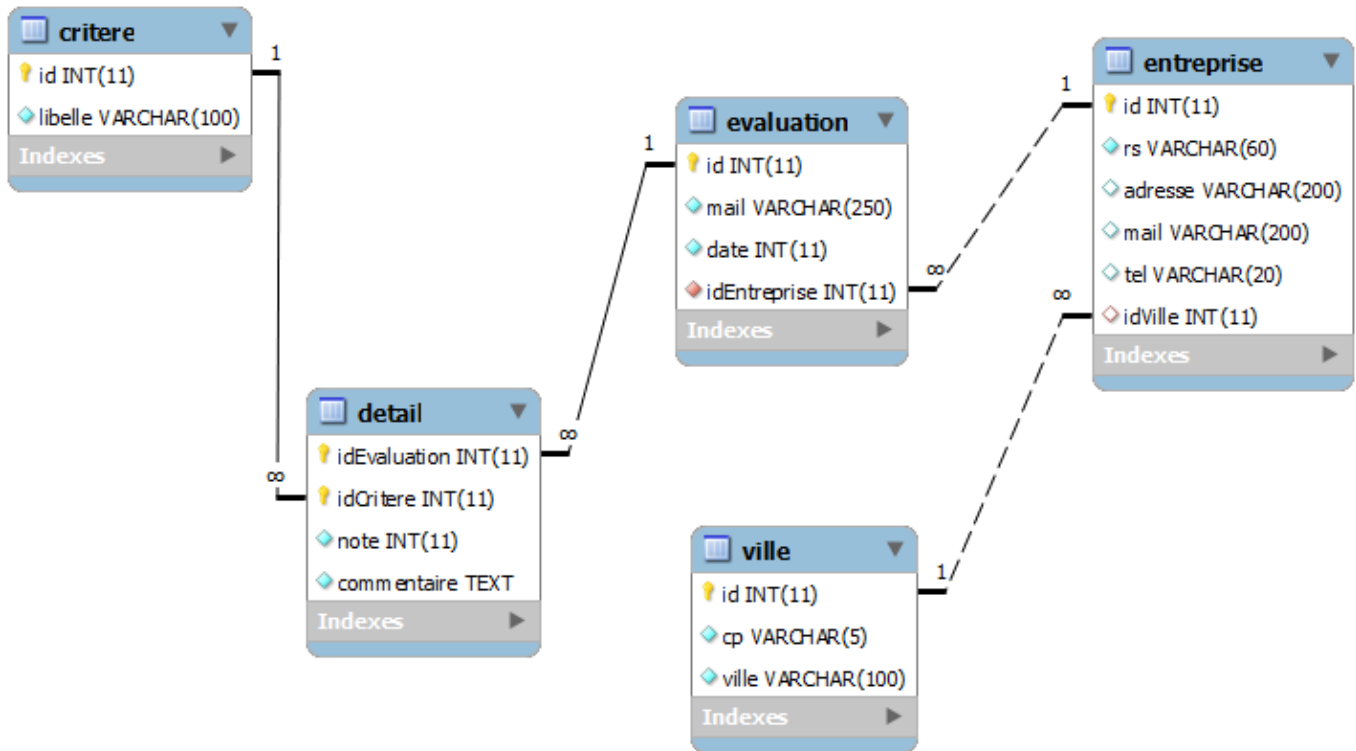 critere
id INT(11)
libelle VARCHAR(100)
Indexes
1
∞
detail
idEvaluation INT(11)
idCritere INT(11)
note INT(11)
commentaire TEXT
Indexes
∞
1
evaluation
id INT(11)
mail VARCHAR(250)
date INT(11)
idEntreprise INT(11)
Indexes
∞
1
entreprise
id INT(11)
rs VARCHAR(60)
adresse VARCHAR(200)
mail VARCHAR(200)
tel VARCHAR(20)
idVille INT(11)
Indexes
∞
1
ville
id INT(11)
cp VARCHAR(5)
ville VARCHAR(100)
Indexes